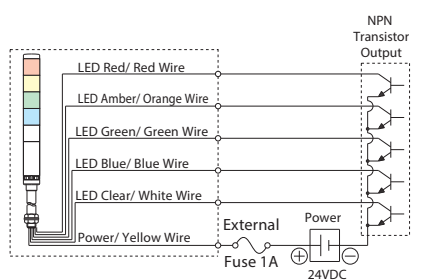 NPN
Transistor
Output
LED Red/ Red Wire
LED Amber/ Orange Wire
LED Green/ Green Wire
LED Blue/ Blue Wire
LED Clear/ White Wire
Power/ Yellow Wire
External
Fuse 1A
Power
24VDC